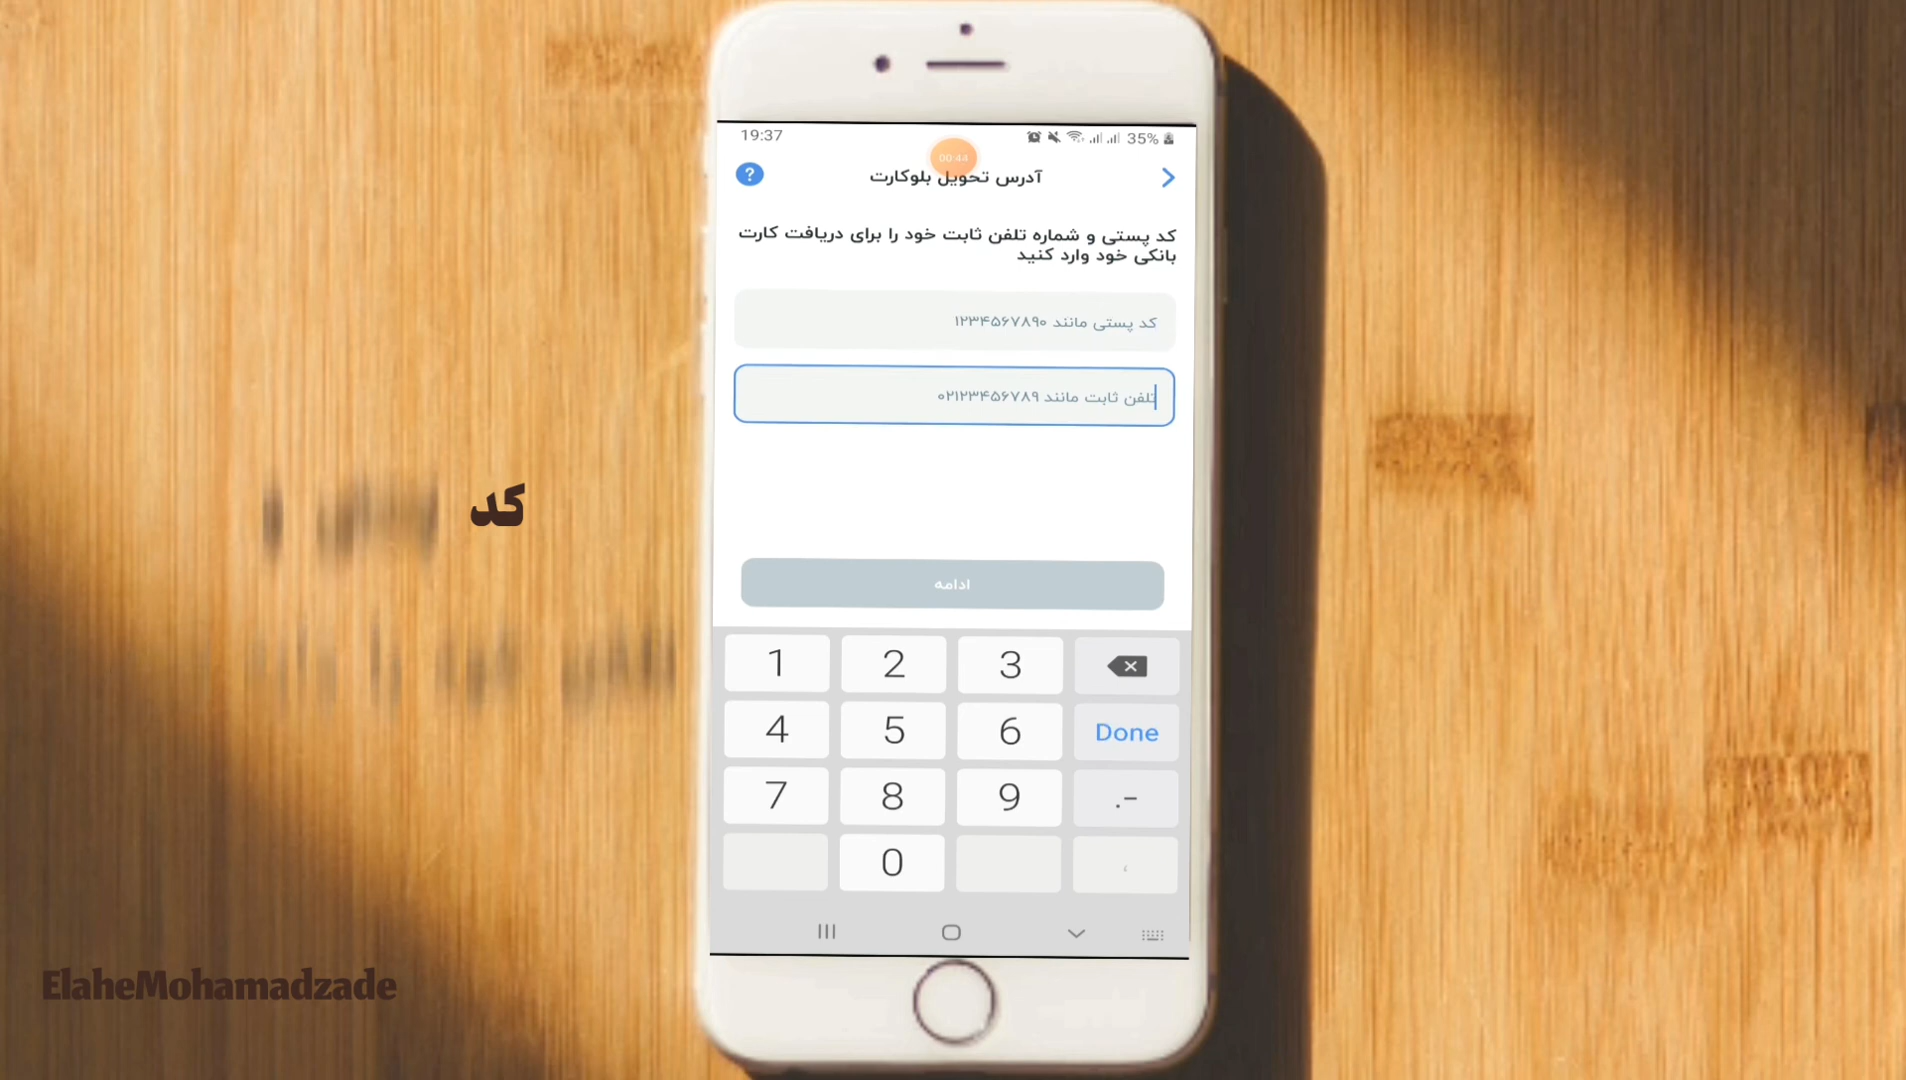 19:37
35%
00:44
?
آدرس تحویل بلوکارت
کد پستی و شماره تلفن ثابت خود را برای دریافت کارت
بانکی خود وارد کنید
کد پستی مانند ۱۲۳۴۵۶۷۸۹۰
تلفن ثابت مانند ۰۲۱۲۳۴۵۶۷۸۹
کد
ادامه
1 2 3
4 5 6 Done
7 8 9 .-
0 ،
ElaheMohamadzade